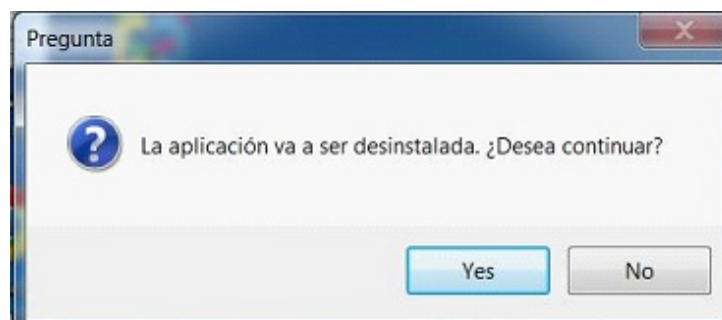 Pregunta
La aplicación va a ser desinstalada. ¿Desea continuar?
Yes
No